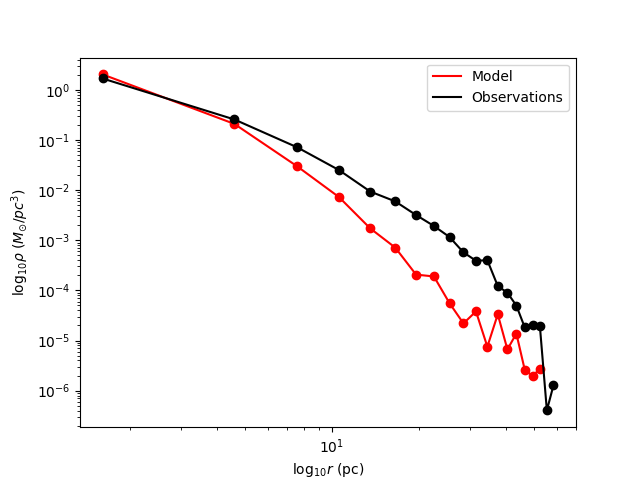 Model
Observations
10⁰
10⁻¹
10⁻²
10⁻³
10⁻⁴
10⁻⁵
10⁻⁶
log₁₀ρ (M☉/pc³)
10¹
log₁₀r (pc)